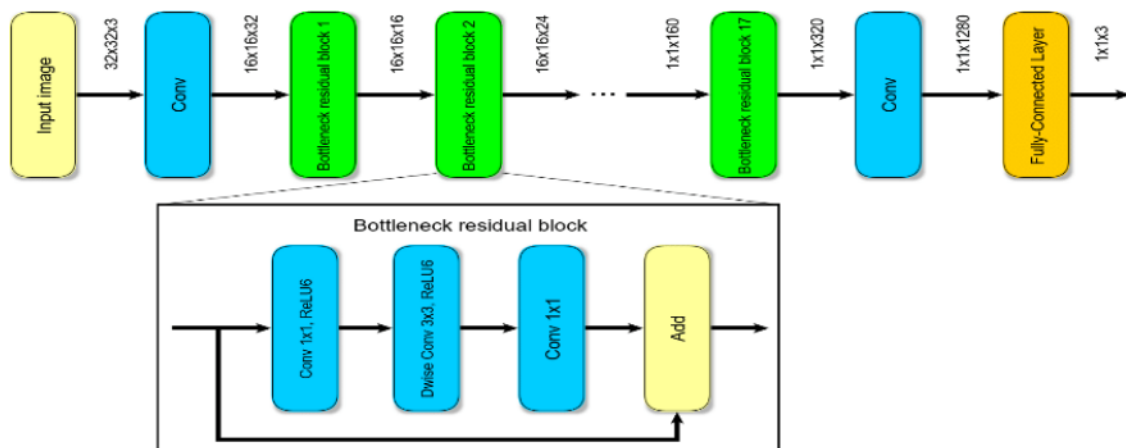 Input image
32x32x3
Conv
16x16x32
Bottleneck residual block 1
16x16x16
Bottleneck residual block 2
16x16x24
...
1x1x160
Bottleneck residual block 17
1x1x320
Conv
1x1x1280
Fully-Connected Layer
1x1x3
Bottleneck residual block
Conv 1x1, ReLU6
Dwise Conv 3x3, ReLU6
Conv 1x1
Add